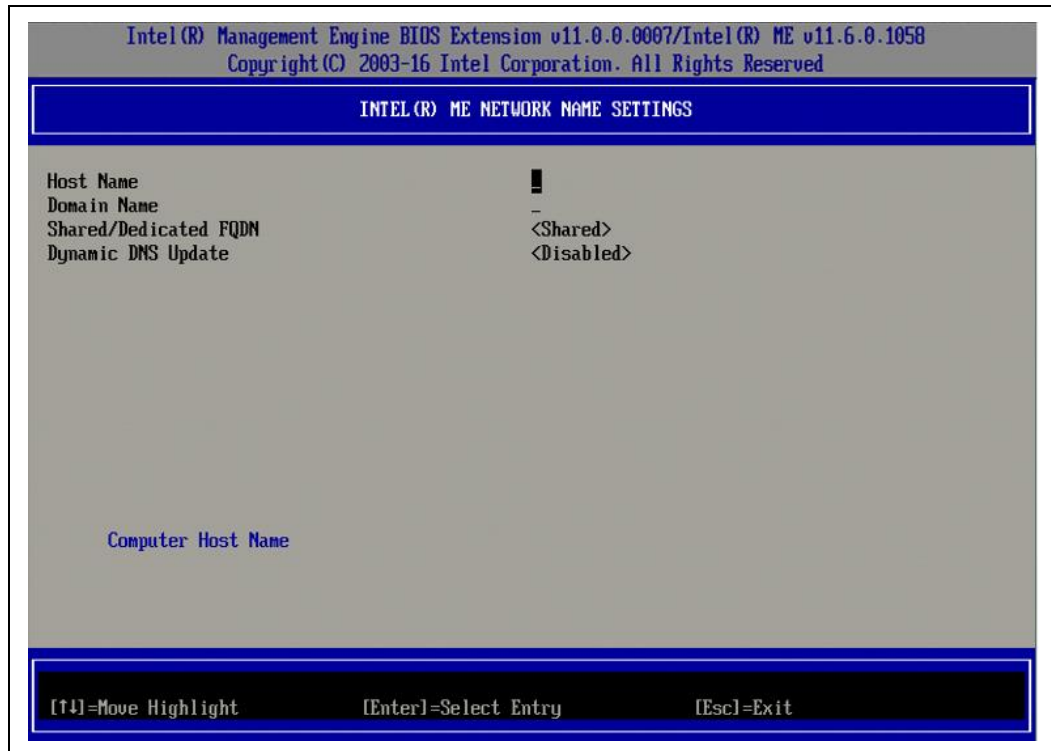 Intel(R) Management Engine BIOS Extension v11.0.0.0007/Intel(R) ME v11.6.0.1058
Copyright(C) 2003-16 Intel Corporation. All Rights Reserved
INTEL(R) ME NETWORK NAME SETTINGS
Host Name _
Domain Name _
Shared/Dedicated FQDN <Shared>
Dynamic DNS Update <Disabled>
Computer Host Name
[↑↓]=Move Highlight [Enter]=Select Entry [Esc]=Exit